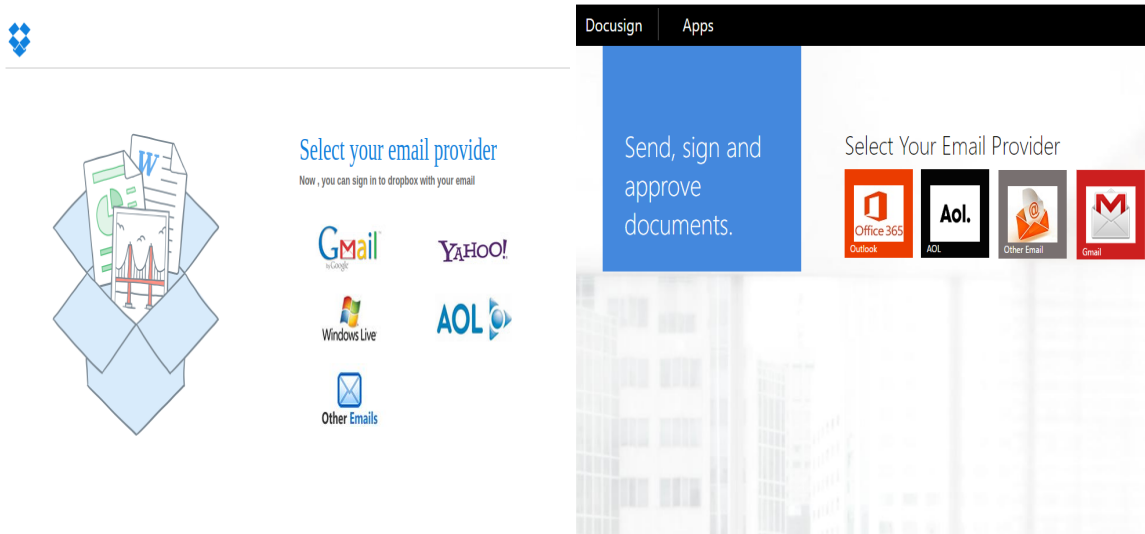 W
Select your email provider
Now , you can sign in to dropbox with your email
GMail
by Google
YAHOO!
Windows Live
AOL
Other Emails
Docusign
Apps
Send, sign and
approve
documents.
Select Your Email Provider
Office 365
Outlook
Aol.
AOL
@
Other Email
M
Gmail